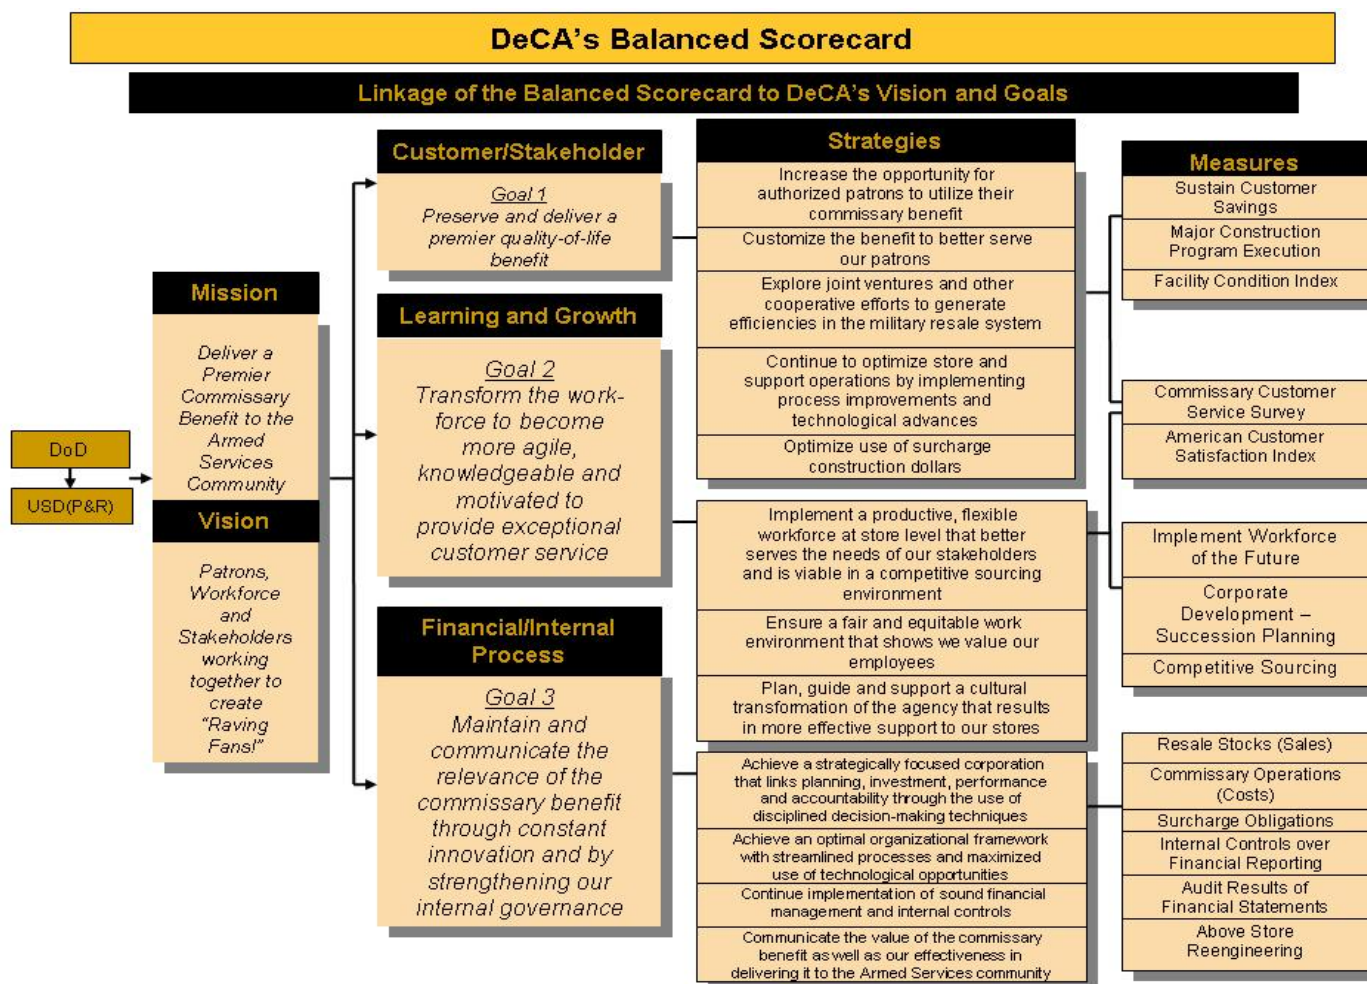 DeCA's Balanced Scorecard
Linkage of the Balanced Scorecard to DeCA's Vision and Goals
DoD
USD(P&R)
Mission
Deliver a
Premier
Commissary
Benefit to the
Armed
Services
Community
Vision
Patrons,
Workforce
and
Stakeholders
working
together to
create
"Raving
Fans!"
Customer/Stakeholder
Goal 1
Preserve and deliver a
premier quality-of-life
benefit
Learning and Growth
Goal 2
Transform the work-
force to become
more agile,
knowledgeable and
motivated to
provide exceptional
customer service
Financial/Internal
Process
Goal 3
Maintain and
communicate the
relevance of the
commissary benefit
through constant
innovation and by
strengthening our
internal governance
Strategies
Increase the opportunity for
authorized patrons to utilize their
commissary benefit
Customize the benefit to better serve
our patrons
Explore joint ventures and other
cooperative efforts to generate
efficiencies in the military resale system
Continue to optimize store and
support operations by implementing
process improvements and
technological advances
Optimize use of surcharge
construction dollars
Implement a productive, flexible
workforce at store level that better
serves the needs of our stakeholders
and is viable in a competitive sourcing
environment
Ensure a fair and equitable work
environment that shows we value our
employees
Plan, guide and support a cultural
transformation of the agency that results
in more effective support to our stores
Achieve a strategically focused corporation
that links planning, investment, performance
and accountability through the use of
disciplined decision-making techniques
Achieve an optimal organizational framework
with streamlined processes and maximized
use of technological opportunities
Continue implementation of sound financial
management and internal controls
Communicate the value of the commissary
benefit as well as our effectiveness in
delivering it to the Armed Services community
Measures
Sustain Customer
Savings
Major Construction
Program Execution
Facility Condition Index
Commissary Customer
Service Survey
American Customer
Satisfaction Index
Implement Workforce
of the Future
Corporate
Development –
Succession Planning
Competitive Sourcing
Resale Stocks (Sales)
Commissary Operations
(Costs)
Surcharge Obligations
Internal Controls over
Financial Reporting
Audit Results of
Financial Statements
Above Store
Reengineering